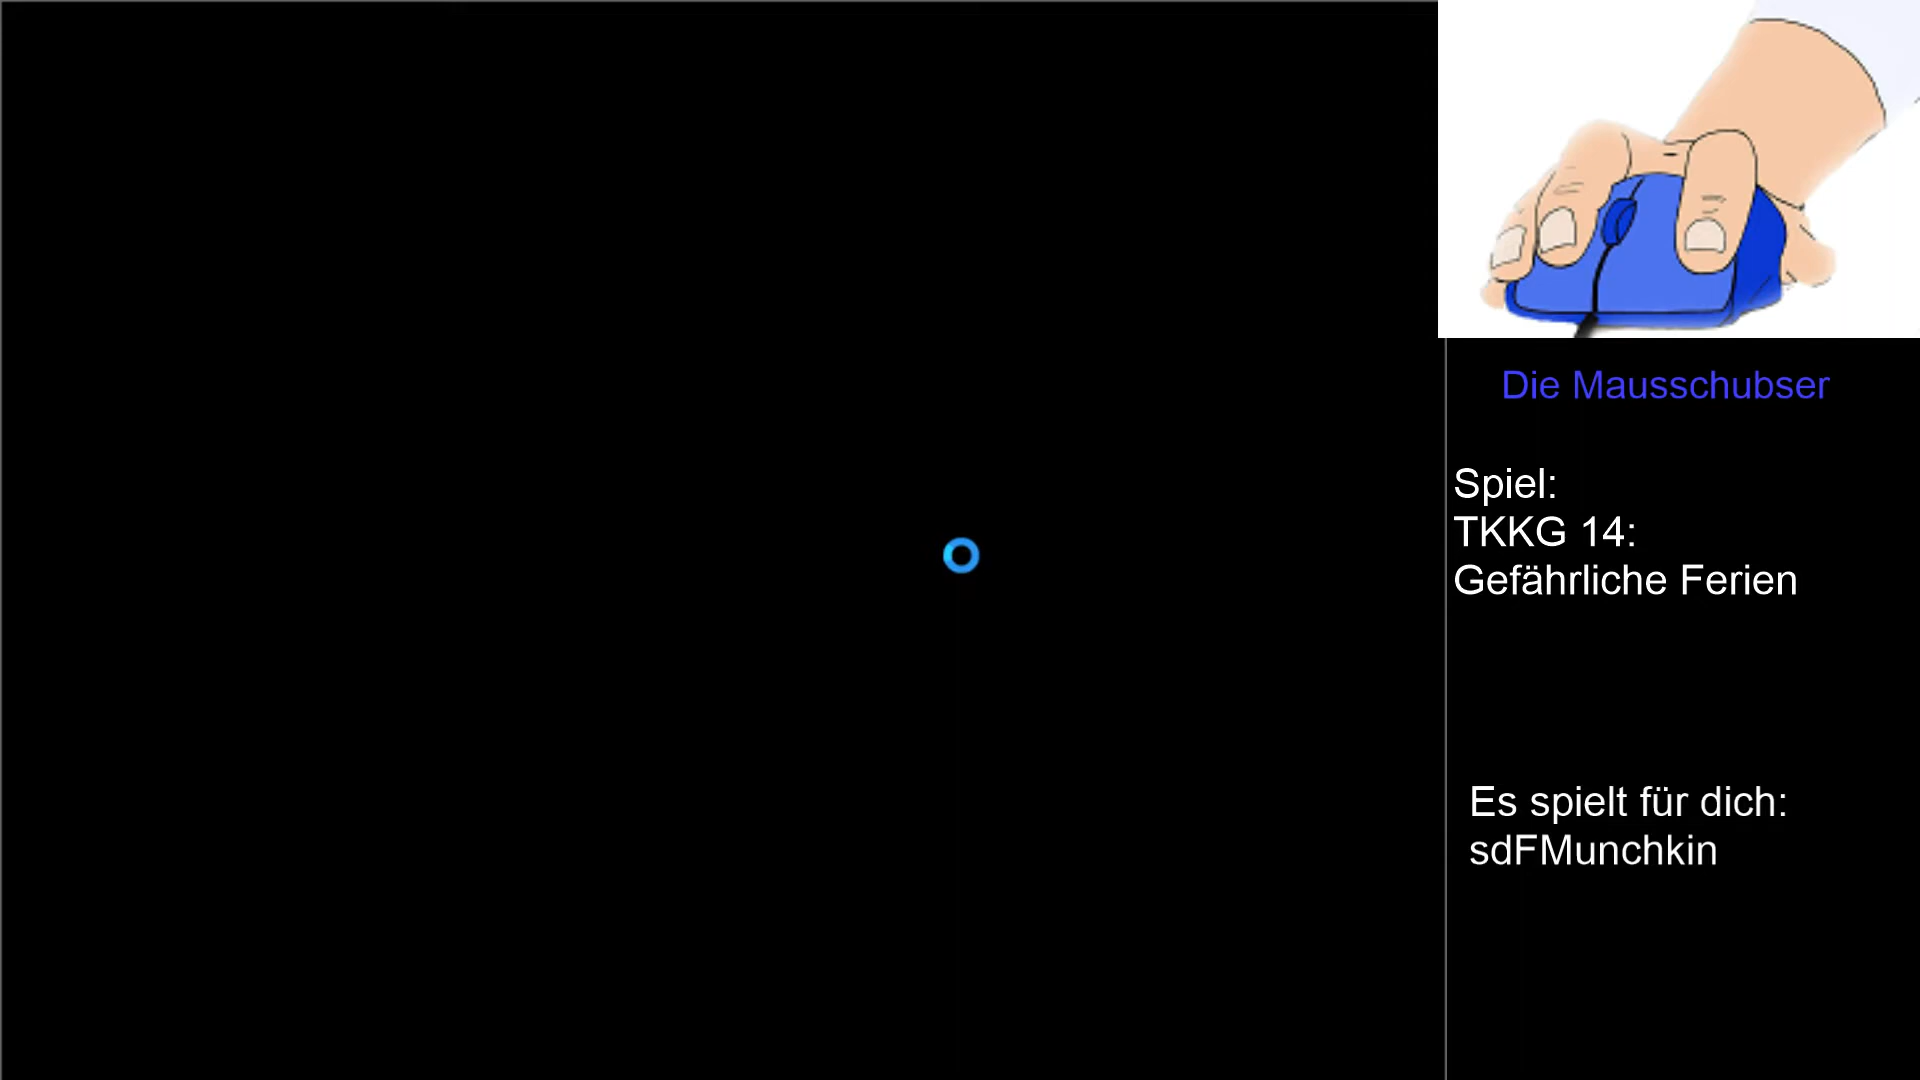 Die Mausschubser
Spiel:
TKKG 14:
Gefährliche Ferien
Es spielt für dich:
sdFMunchkin